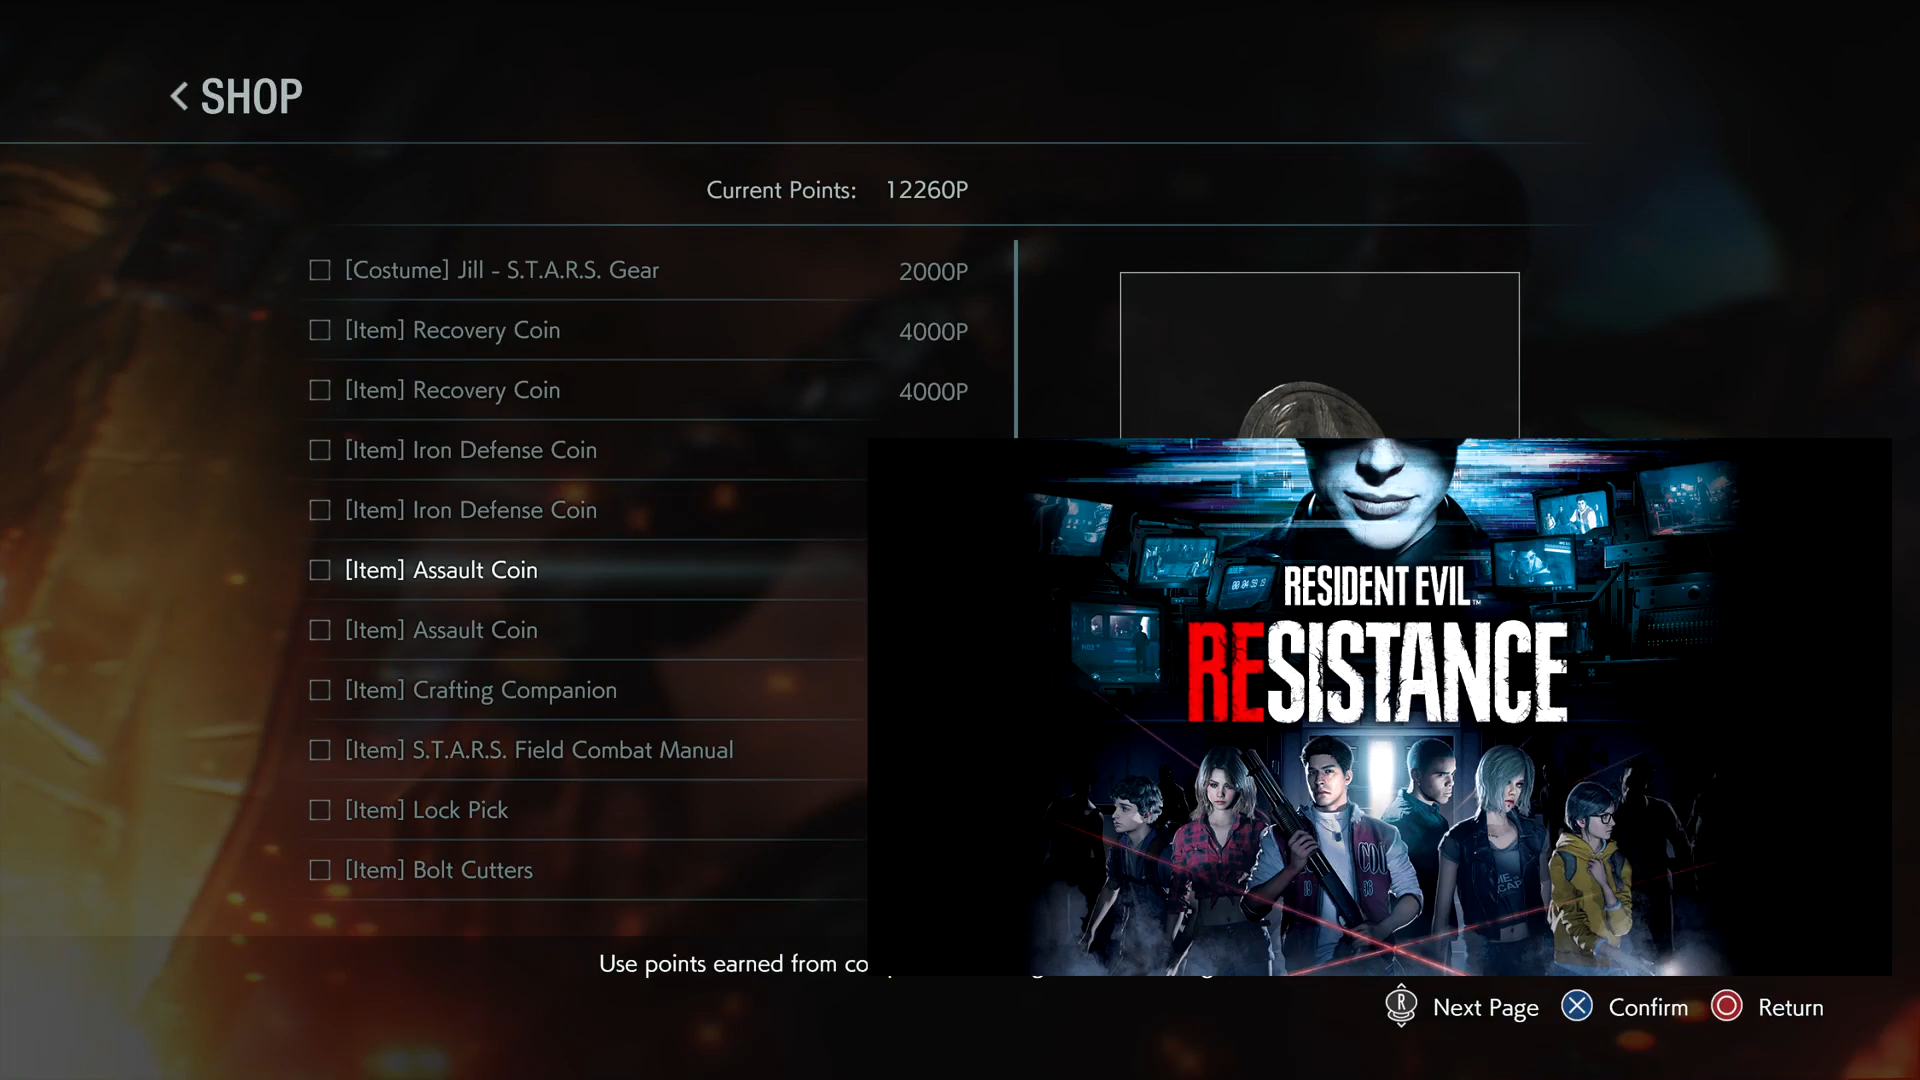 SHOP
Current Points: 12260P
[Costume] Jill - S.T.A.R.S. Gear 2000P
[Item] Recovery Coin 4000P
[Item] Recovery Coin 4000P
[Item] Iron Defense Coin
[Item] Iron Defense Coin
[Item] Assault Coin
[Item] Assault Coin
[Item] Crafting Companion
[Item] S.T.A.R.S. Field Combat Manual
[Item] Lock Pick
[Item] Bolt Cutters
RESIDENT EVIL™
RESISTANCE
Use points earned from co
R Next Page Confirm Return